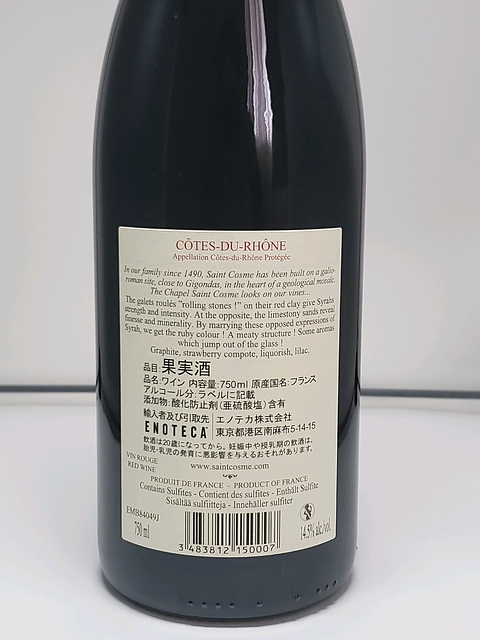 CÔTES-DU-RHÔNE
Appellation Côtes-du-Rhône Protégée
In our family since 1490, Saint Cosme has been built on a gallo-
roman site, close to Gigondas, in the heart of a geological mosaic.
The Chapel Saint Cosme looks on our vines...
The galets roulés "rolling stones !" on their red clay give Syrahs
strength and intensity. At the opposite, the limestony sands reveal
finesse and minerality. By marrying these opposed expressions of
Syrah, we get the ruby colour ! A meaty structure ! Some aromas
which jump out of the glass !
Graphite, strawberry compote, liquorish, lilac.
品目 果実酒
品名:ワイン 内容量:750ml 原産国名:フランス
アルコール分:ラベルに記載
添加物:酸化防止剤(亜硫酸塩)含有
輸入者及び引取先 エノテカ株式会社
ENOTECA 東京都港区南麻布5-14-15
飲酒は20歳になってから。妊娠中や授乳期の飲酒は、
胎児・乳児の発育に悪影響を与えるおそれがあります。
VIN ROUGE
RED WINE
www.saintcosme.com
PRODUIT DE FRANCE - PRODUCT OF FRANCE
Contains Sulfites - Contient des sulfites - Enthält Sulfite
Sisältää sulfiitteja - Innehåller sulfiter
EMB84049J
750 ml
14.5% alc./vol.
3 483812 150007